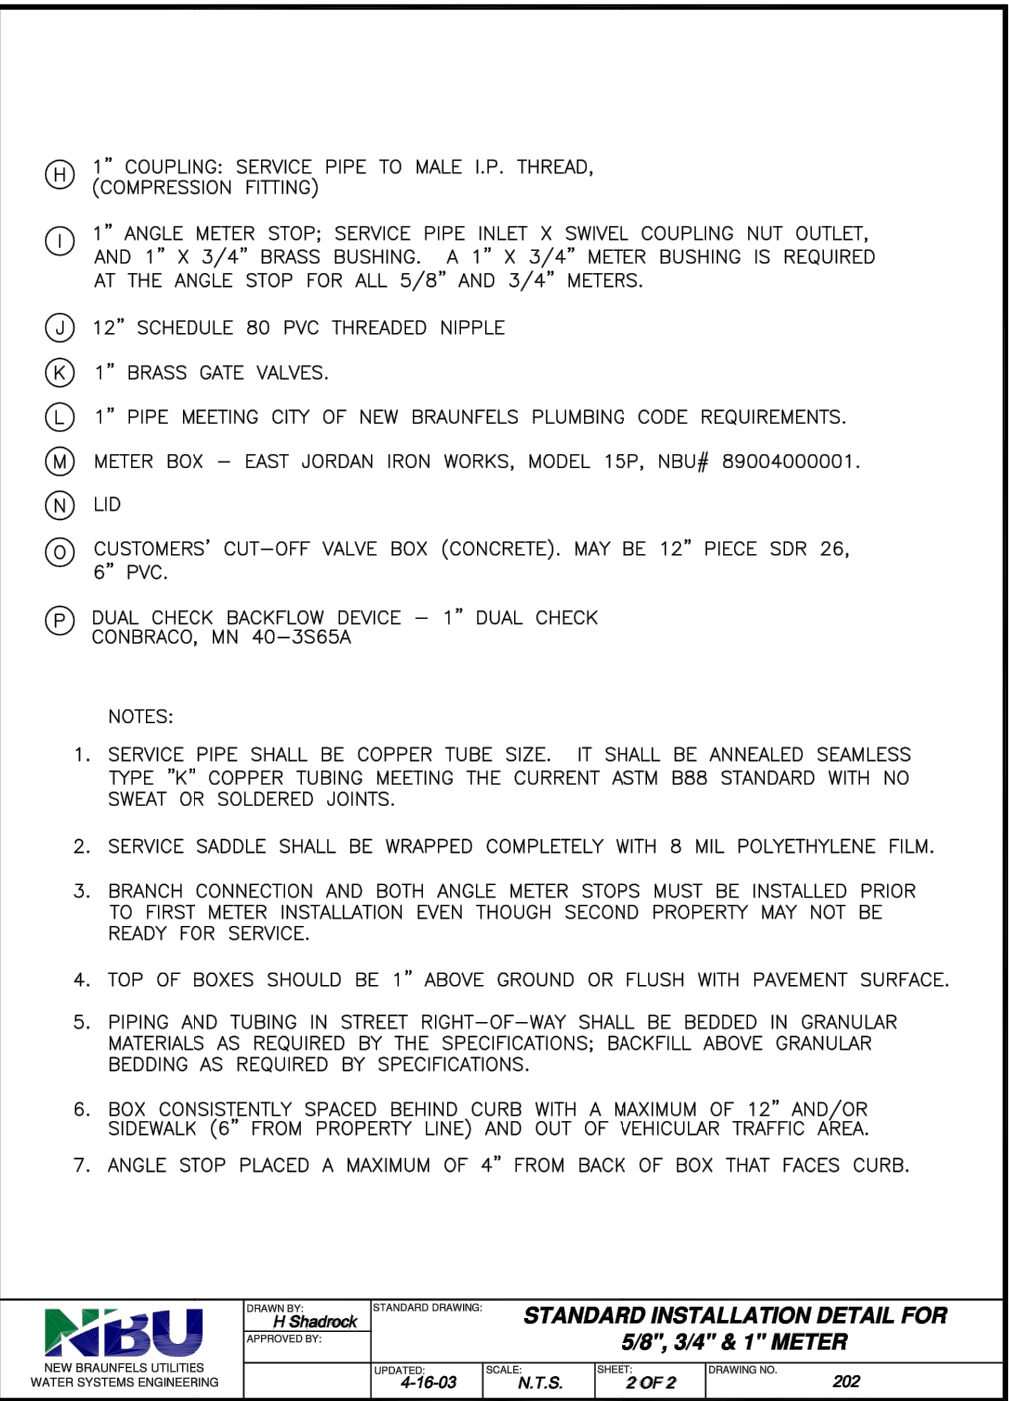 H 1" COUPLING: SERVICE PIPE TO MALE I.P. THREAD,
(COMPRESSION FITTING)
I 1" ANGLE METER STOP; SERVICE PIPE INLET X SWIVEL COUPLING NUT OUTLET,
AND 1" X 3/4" BRASS BUSHING. A 1" X 3/4" METER BUSHING IS REQUIRED
AT THE ANGLE STOP FOR ALL 5/8" AND 3/4" METERS.
J 12" SCHEDULE 80 PVC THREADED NIPPLE
K 1" BRASS GATE VALVES.
L 1" PIPE MEETING CITY OF NEW BRAUNFELS PLUMBING CODE REQUIREMENTS.
M METER BOX – EAST JORDAN IRON WORKS, MODEL 15P, NBU# 89004000001.
N LID
O CUSTOMERS' CUT–OFF VALVE BOX (CONCRETE). MAY BE 12" PIECE SDR 26,
6" PVC.
P DUAL CHECK BACKFLOW DEVICE – 1" DUAL CHECK
CONBRACO, MN 40–3S65A
NOTES:
1. SERVICE PIPE SHALL BE COPPER TUBE SIZE. IT SHALL BE ANNEALED SEAMLESS
TYPE "K" COPPER TUBING MEETING THE CURRENT ASTM B88 STANDARD WITH NO
SWEAT OR SOLDERED JOINTS.
2. SERVICE SADDLE SHALL BE WRAPPED COMPLETELY WITH 8 MIL POLYETHYLENE FILM.
3. BRANCH CONNECTION AND BOTH ANGLE METER STOPS MUST BE INSTALLED PRIOR
TO FIRST METER INSTALLATION EVEN THOUGH SECOND PROPERTY MAY NOT BE
READY FOR SERVICE.
4. TOP OF BOXES SHOULD BE 1" ABOVE GROUND OR FLUSH WITH PAVEMENT SURFACE.
5. PIPING AND TUBING IN STREET RIGHT–OF–WAY SHALL BE BEDDED IN GRANULAR
MATERIALS AS REQUIRED BY THE SPECIFICATIONS; BACKFILL ABOVE GRANULAR
BEDDING AS REQUIRED BY SPECIFICATIONS.
6. BOX CONSISTENTLY SPACED BEHIND CURB WITH A MAXIMUM OF 12" AND/OR
SIDEWALK (6" FROM PROPERTY LINE) AND OUT OF VEHICULAR TRAFFIC AREA.
7. ANGLE STOP PLACED A MAXIMUM OF 4" FROM BACK OF BOX THAT FACES CURB.
NBU
NEW BRAUNFELS UTILITIES
WATER SYSTEMS ENGINEERING
DRAWN BY:
H Shadrock
APPROVED BY:
STANDARD DRAWING:
STANDARD INSTALLATION DETAIL FOR
5/8", 3/4" & 1" METER
UPDATED:
4-16-03
SCALE:
N.T.S.
SHEET:
2 OF 2
DRAWING NO.
202